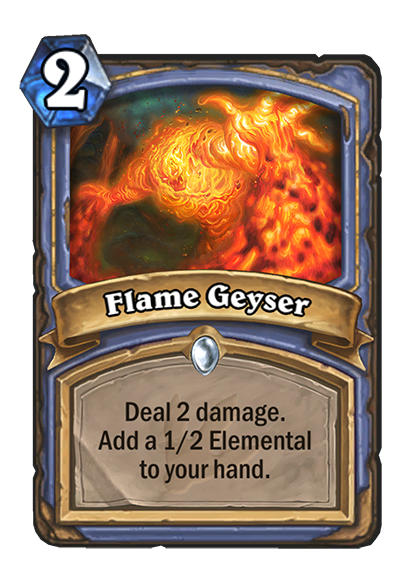 2
Flame Geyser
Deal 2 damage.
Add a 1/2 Elemental
to your hand.